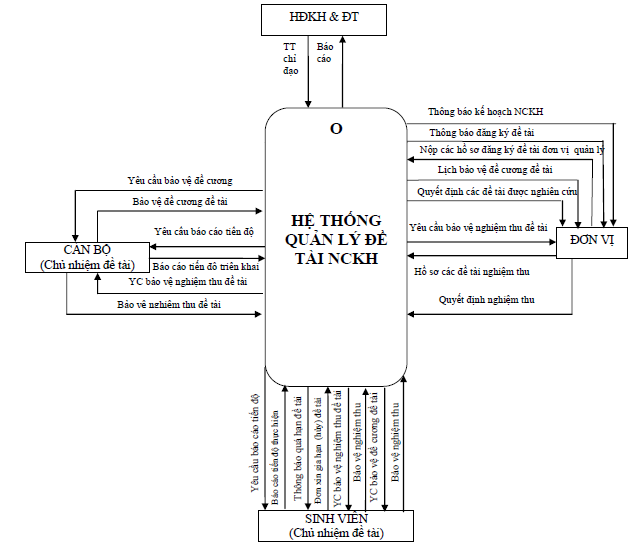 HĐKH & ĐT
TT
chỉ
đạo
Báo
cáo
O
HỆ THỐNG
QUẢN LÝ ĐỀ
TÀI NCKH
Thông báo kế hoạch NCKH
Thông báo đăng ký đề tài
Nộp các hồ sơ đăng ký đề tài đơn vị quản lý
Lịch bảo vệ đề cương đề tài
Quyết định các đề tài được nghiên cứu
Yêu cầu bảo vệ nghiệm thu đề tài
ĐƠN VỊ
Hồ sơ các đề tài nghiệm thu
Quyết định nghiệm thu
Yêu cầu bảo vệ đề cương
Bảo vệ đề cương đề tài
Yêu cầu báo cáo tiến độ
CÁN BỘ
(Chủ nhiệm đề tài)
Báo cáo tiến độ triển khai
YC bảo vệ nghiệm thu đề tài
Bảo vệ nghiệm thu đề tài
Yêu cầu báo cáo tiến độ
Báo cáo tiến độ thực hiện
Thông báo quá hạn đề tài
Đơn xin gia hạn (hủy) đề tài
YC bảo vệ nghiệm thu đề tài
Bảo vệ nghiệm thu
YC bảo vệ đề cương đề tài
Bảo vệ nghiệm thu
SINH VIÊN
(Chủ nhiệm đề tài)